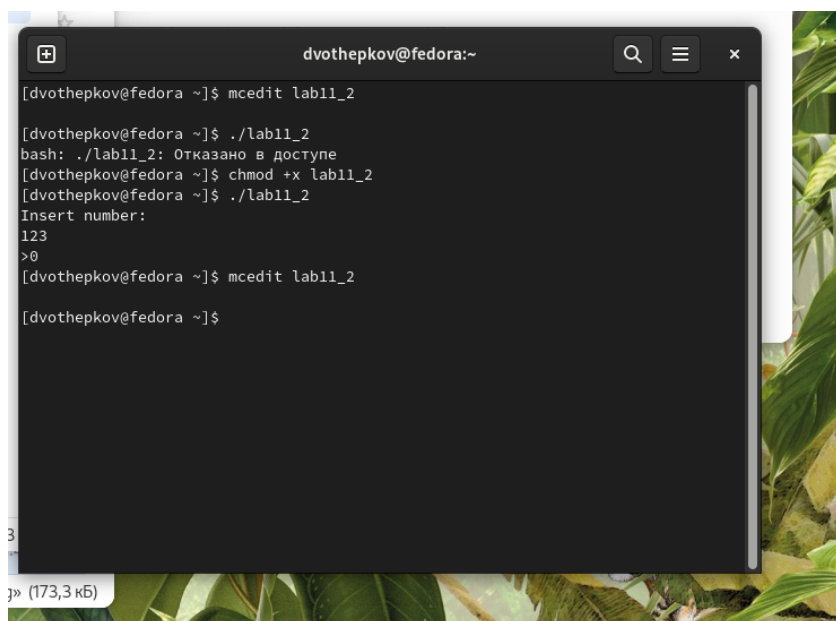 dvothepkov@fedora:~
[dvothepkov@fedora ~]$ mcedit lab11_2
[dvothepkov@fedora ~]$ ./lab11_2
bash: ./lab11_2: Отказано в доступе
[dvothepkov@fedora ~]$ chmod +x lab11_2
[dvothepkov@fedora ~]$ ./lab11_2
Insert number:
123
>0
[dvothepkov@fedora ~]$ mcedit lab11_2
[dvothepkov@fedora ~]$
» (173,3 кБ)